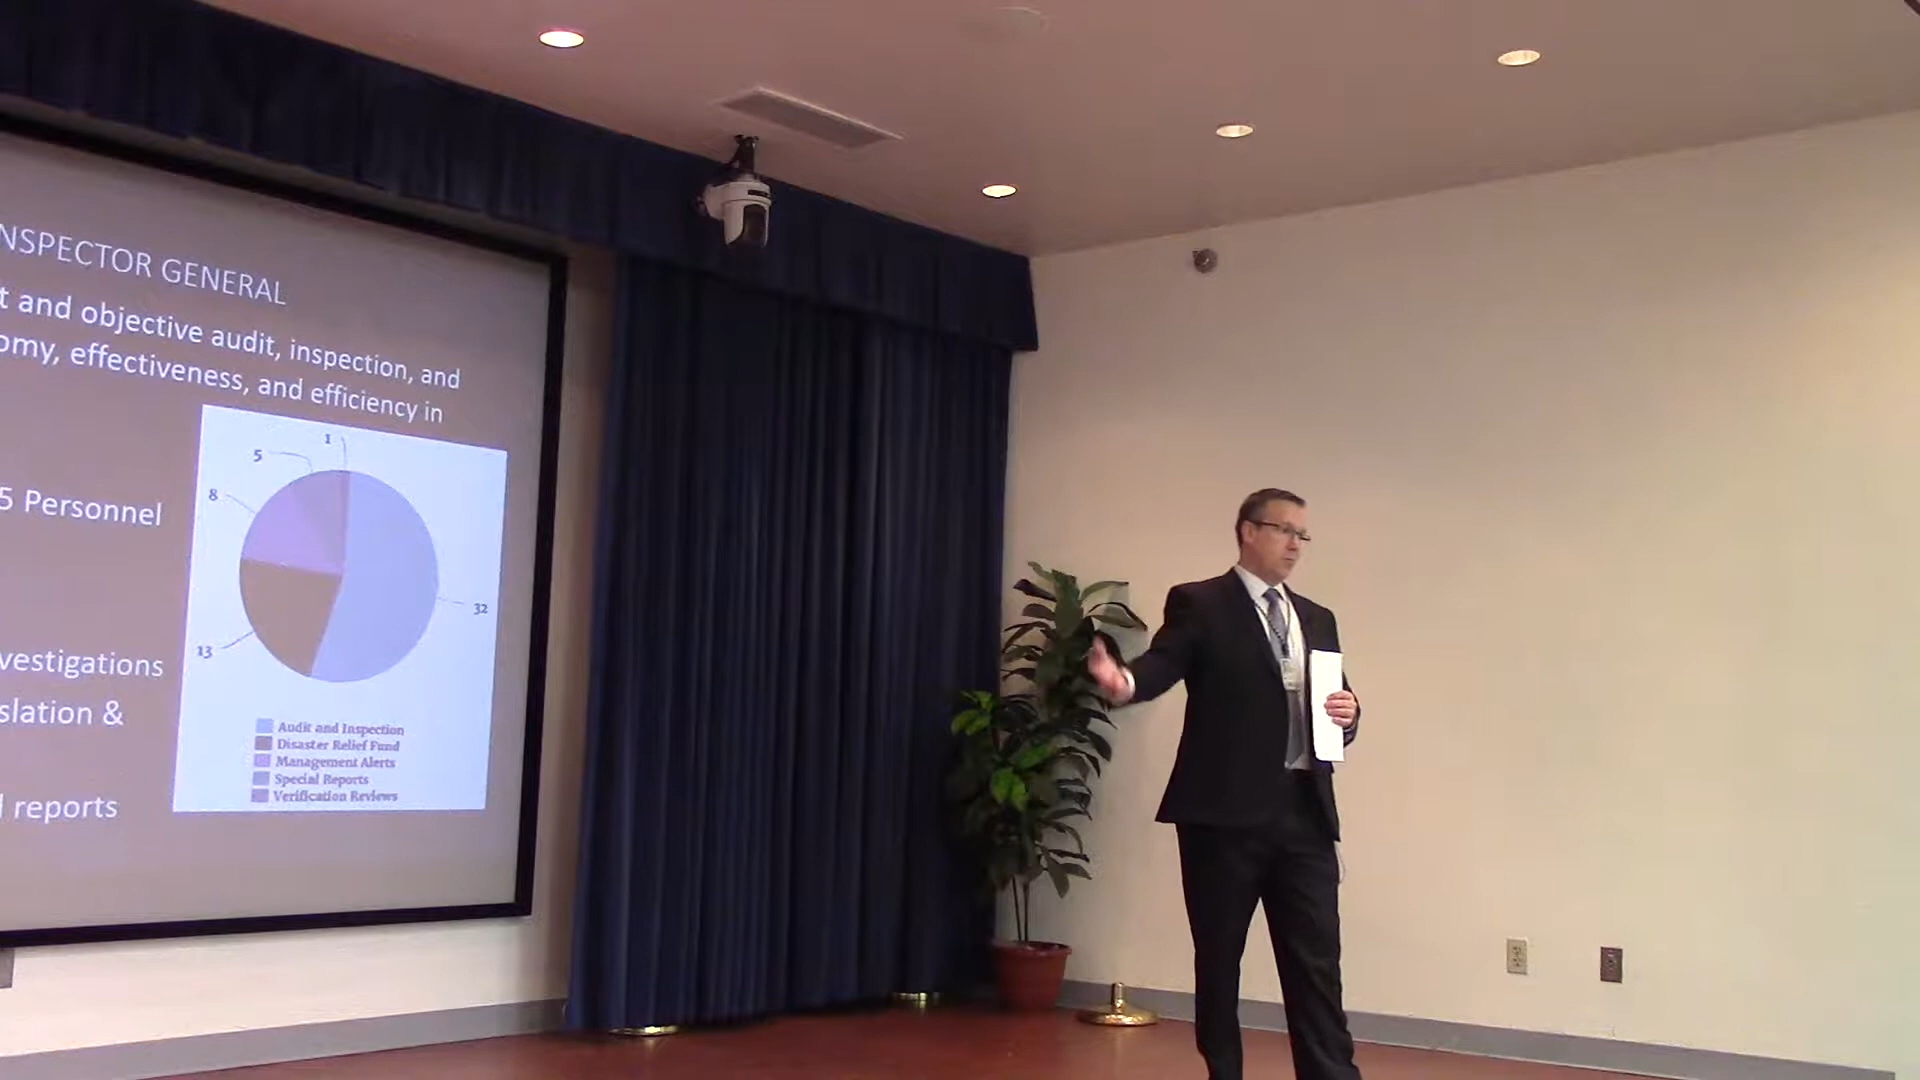 NSPECTOR GENERAL
t and objective audit, inspection, and
omy, effectiveness, and efficiency in
1
5
8
5 Personnel
32
13
vestigations
slation &
Audit and Inspection
Disaster Relief Fund
Management Alerts
Special Reports
Verification Reviews
l reports